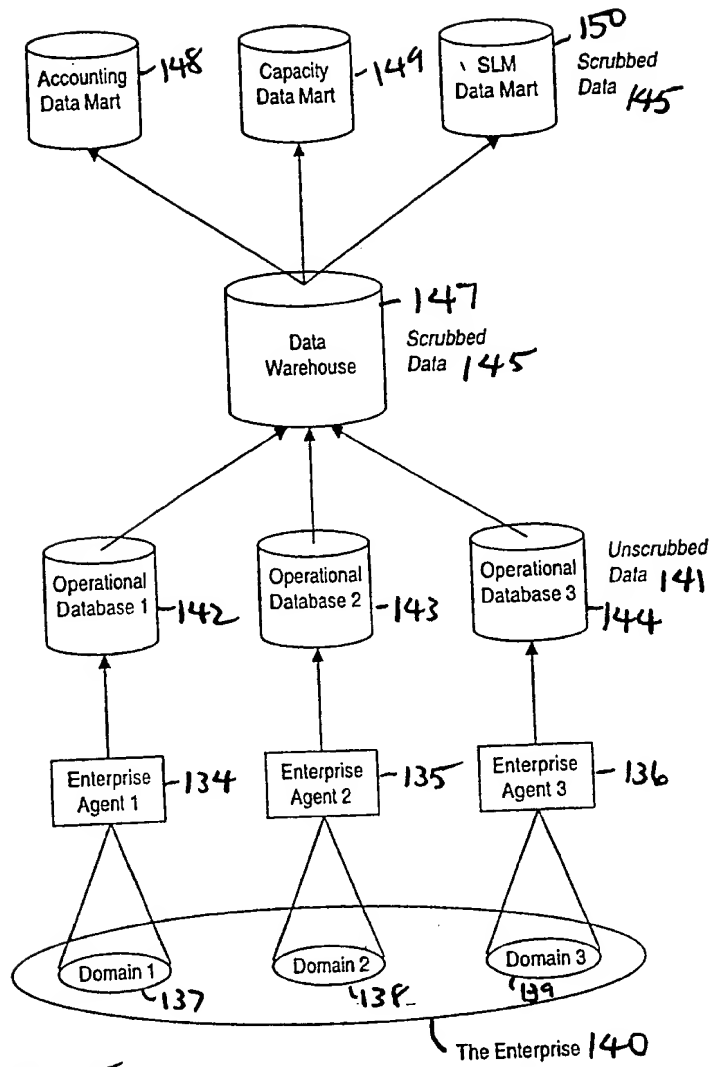 Accounting
Data Mart
148
Capacity
Data Mart
149
SLM
Data Mart
150
Scrubbed
Data 145
Data
Warehouse
147
Scrubbed
Data 145
Operational
Database 1
142
Operational
Database 2
143
Operational
Database 3
144
Unscrubbed
Data 141
Enterprise
Agent 1
134
Enterprise
Agent 2
135
Enterprise
Agent 3
136
Domain 1
137
Domain 2
138
Domain 3
139
The Enterprise 140